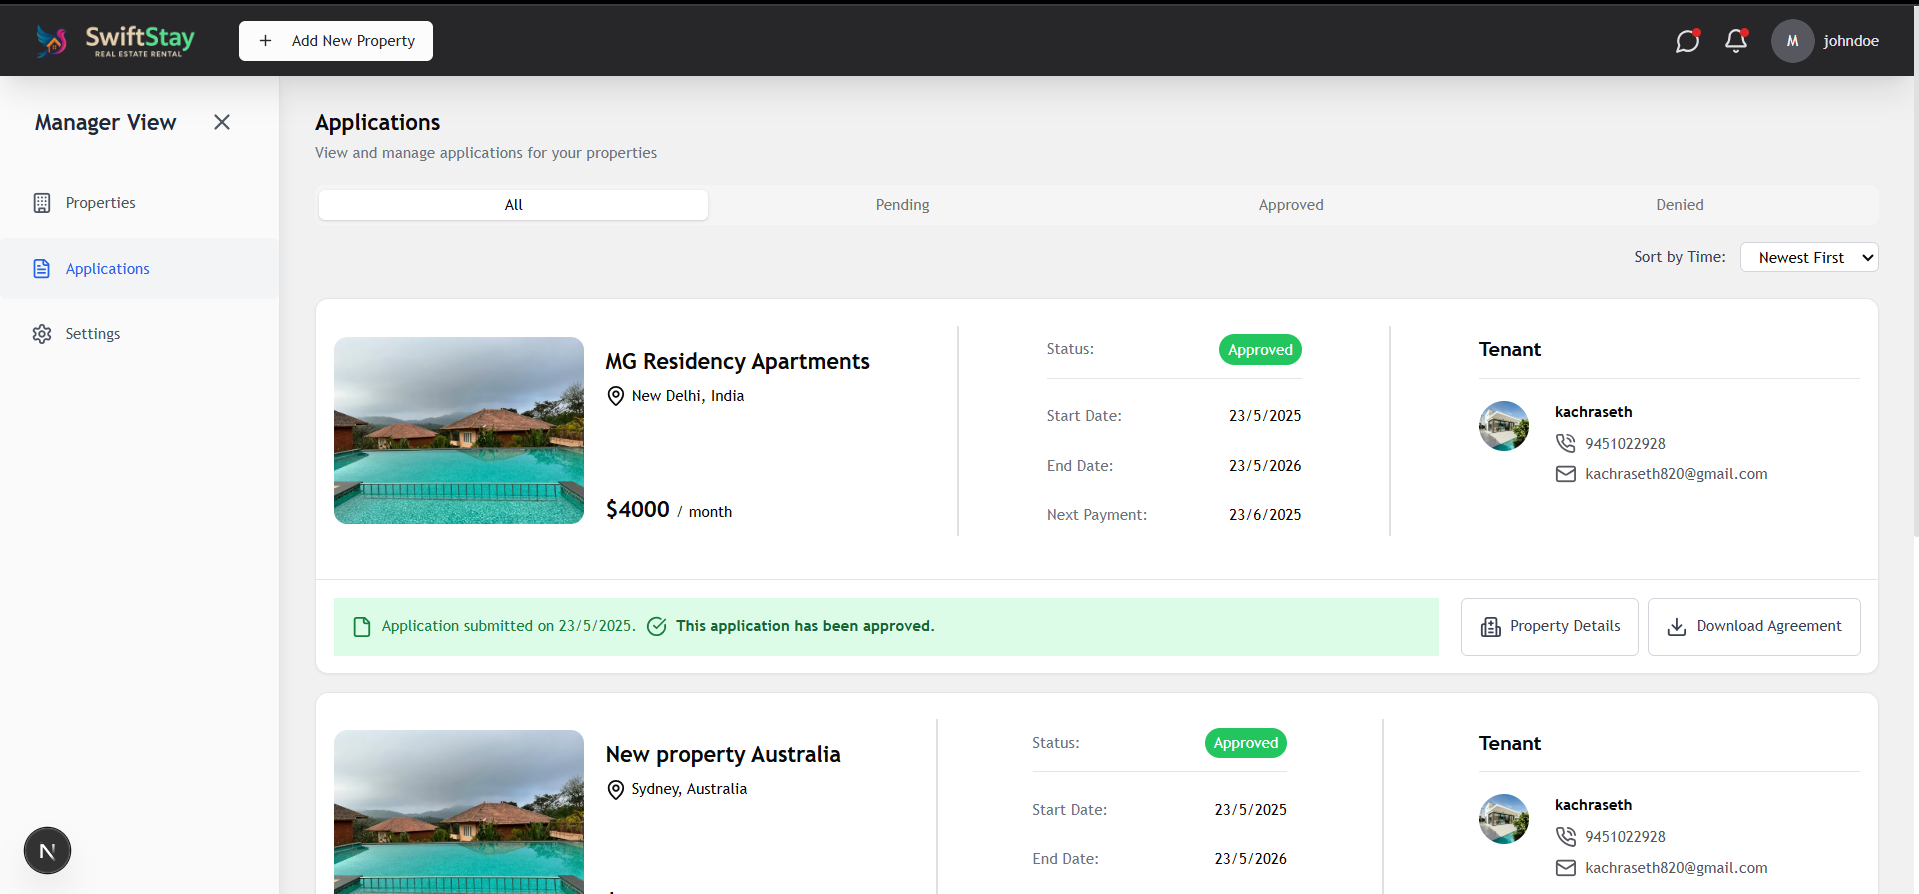 SwiftStay
REAL ESTATE RENTAL
+ Add New Property
M
johndoe
Manager View
Properties
Applications
Settings
Applications
View and manage applications for your properties
All
Pending
Approved
Denied
Sort by Time:
Newest First
MG Residency Apartments
New Delhi, India
$4000 / month
Status:
Approved
Start Date:
23/5/2025
End Date:
23/5/2026
Next Payment:
23/6/2025
Tenant
kachraseth
9451022928
kachraseth820@gmail.com
Application submitted on 23/5/2025.
This application has been approved.
Property Details
Download Agreement
New property Australia
Sydney, Australia
Status:
Approved
Start Date:
23/5/2025
End Date:
23/5/2026
Tenant
kachraseth
9451022928
kachraseth820@gmail.com
N